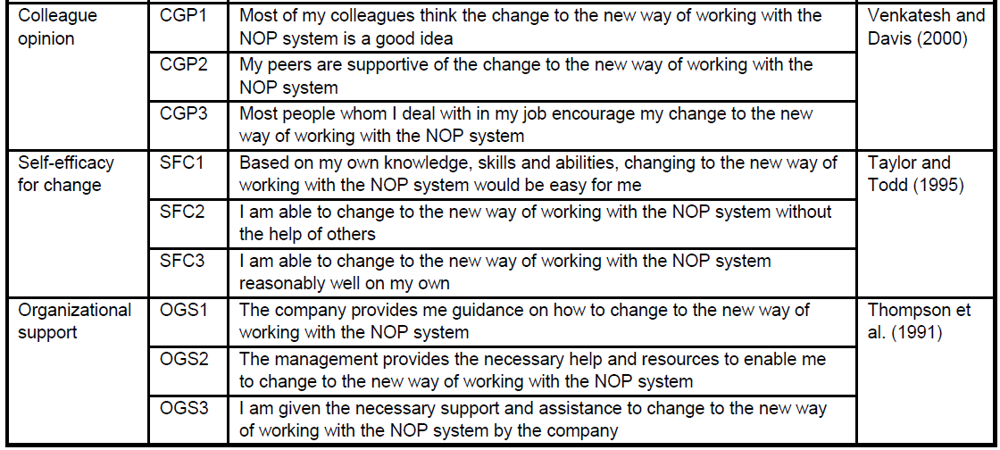 Colleague opinion
CGP1
Most of my colleagues think the change to the new way of working with the
NOP system is a good idea
Venkatesh and
Davis (2000)
CGP2
My peers are supportive of the change to the new way of working with the
NOP system
CGP3
Most people whom I deal with in my job encourage my change to the new
way of working with the NOP system
Self-efficacy
for change
SFC1
Based on my own knowledge, skills and abilities, changing to the new way of
working with the NOP system would be easy for me
Taylor and
Todd (1995)
SFC2
I am able to change to the new way of working with the NOP system without
the help of others
SFC3
I am able to change to the new way of working with the NOP system
reasonably well on my own
Organizational
support
OGS1
The company provides me guidance on how to change to the new way of
working with the NOP system
Thompson et
al. (1991)
OGS2
The management provides the necessary help and resources to enable me
to change to the new way of working with the NOP system
OGS3
I am given the necessary support and assistance to change to the new way
of working with the NOP system by the company